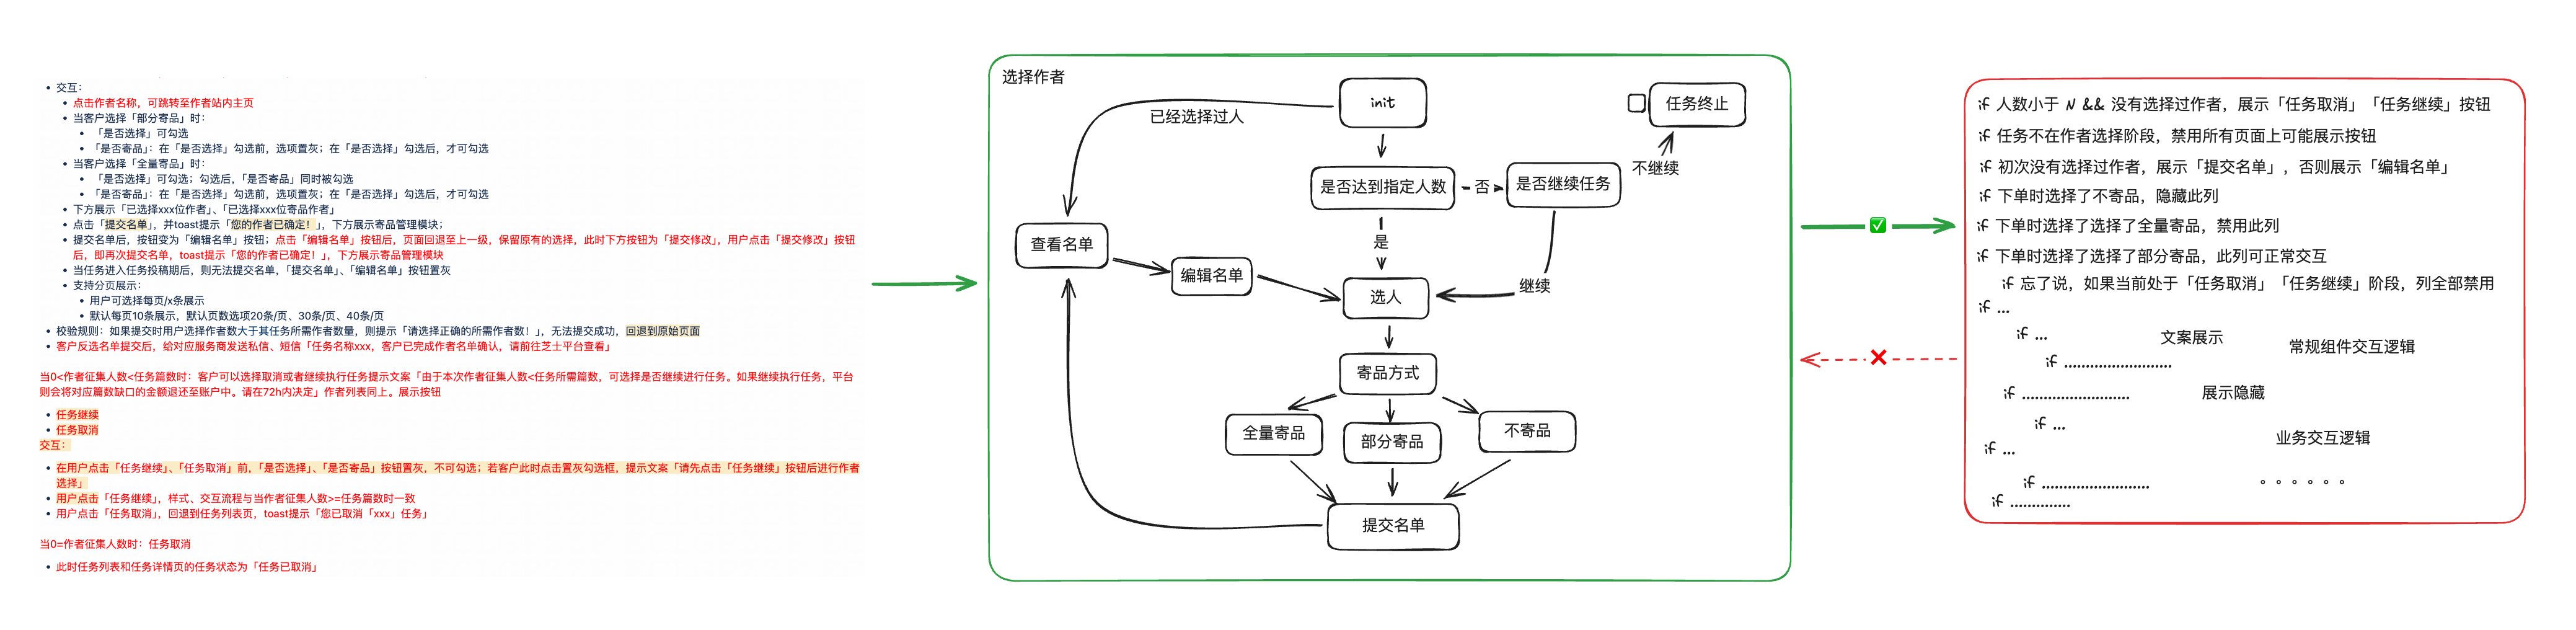 • 交互：
• 点击作者名称，可跳转至作者站内主页
• 当客户选择「部分寄品」时：
• 「是否选择」可勾选
• 「是否寄品」：在「是否选择」勾选前，选项置灰；在「是否选择」勾选后，才可勾选
• 当客户选择「全量寄品」时：
• 「是否选择」可勾选；勾选后，「是否寄品」同时被勾选
• 「是否寄品」：在「是否选择」勾选前，选项置灰；在「是否选择」勾选后，才可勾选
• 下方展示「已选择xxx位作者」、「已选择xxx位寄品作者」
• 点击「提交名单」，并toast提示「您的作者已确定！」，下方展示寄品管理模块；
• 提交名单后，按钮变为「编辑名单」按钮；点击「编辑名单」按钮后，页面回退至上一级，保留原有的选择，此时下方按钮为「提交修改」，用户点击「提交修改」按钮
后，即再次提交名单，toast提示「您的作者已确定！」，下方展示寄品管理模块
• 当任务进入任务投稿期后，则无法提交名单，「提交名单」、「编辑名单」按钮置灰
• 支持分页展示：
• 用户可选择每页/x条展示
• 默认每页10条展示，默认页数选项20条/页、30条/页、40条/页
• 校验规则：如果提交时用户选择作者数大于其任务所需作者数量，则提示「请选择正确的所需作者数！」，无法提交成功，回退到原始页面
• 客户反选名单提交后，给对应服务商发送私信、短信「任务名称xxx，客户已完成作者名单确认，请前往芝士平台查看」
当0<作者征集人数<任务篇数时：客户可以选择取消或者继续执行任务提示文案「由于本次作者征集人数<任务所需篇数，可选择是否继续进行任务。如果继续执行任务，平台
则会将对应篇数缺口的金额退还至账户中。请在72h内决定」作者列表同上。展示按钮
• 任务继续
• 任务取消
交互：
• 在用户点击「任务继续」、「任务取消」前，「是否选择」、「是否寄品」按钮置灰，不可勾选；若客户此时点击置灰勾选框，提示文案「请先点击「任务继续」按钮后进行作者
选择」
• 用户点击「任务继续」，样式、交互流程与当作者征集人数>=任务篇数时一致
• 用户点击「任务取消」，回退到任务列表页，toast提示「您已取消「xxx」任务」
当0=作者征集人数时：任务取消
• 此时任务列表和任务详情页的任务状态为「任务已取消」
选择作者
init
任务终止
已经选择过人
不继续
是否达到指定人数
否
是否继续任务
查看名单
是
编辑名单
继续
选人
寄品方式
全量寄品
部分寄品
不寄品
提交名单
if 人数小于 N && 没有选择过作者，展示「任务取消」「任务继续」按钮
if 任务不在作者选择阶段，禁用所有页面上可能展示按钮
if 初次没有选择过作者，展示「提交名单」，否则展示「编辑名单」
if 下单时选择了不寄品，隐藏此列
if 下单时选择了选择了全量寄品，禁用此列
if 下单时选择了选择了部分寄品，此列可正常交互
if 忘了说，如果当前处于「任务取消」「任务继续」阶段，列全部禁用
if ...
if ...
文案展示
常规组件交互逻辑
if .........................
if .........................
展示隐藏
if ...
业务交互逻辑
if ...
if .........................
。。。。。。
if ..............